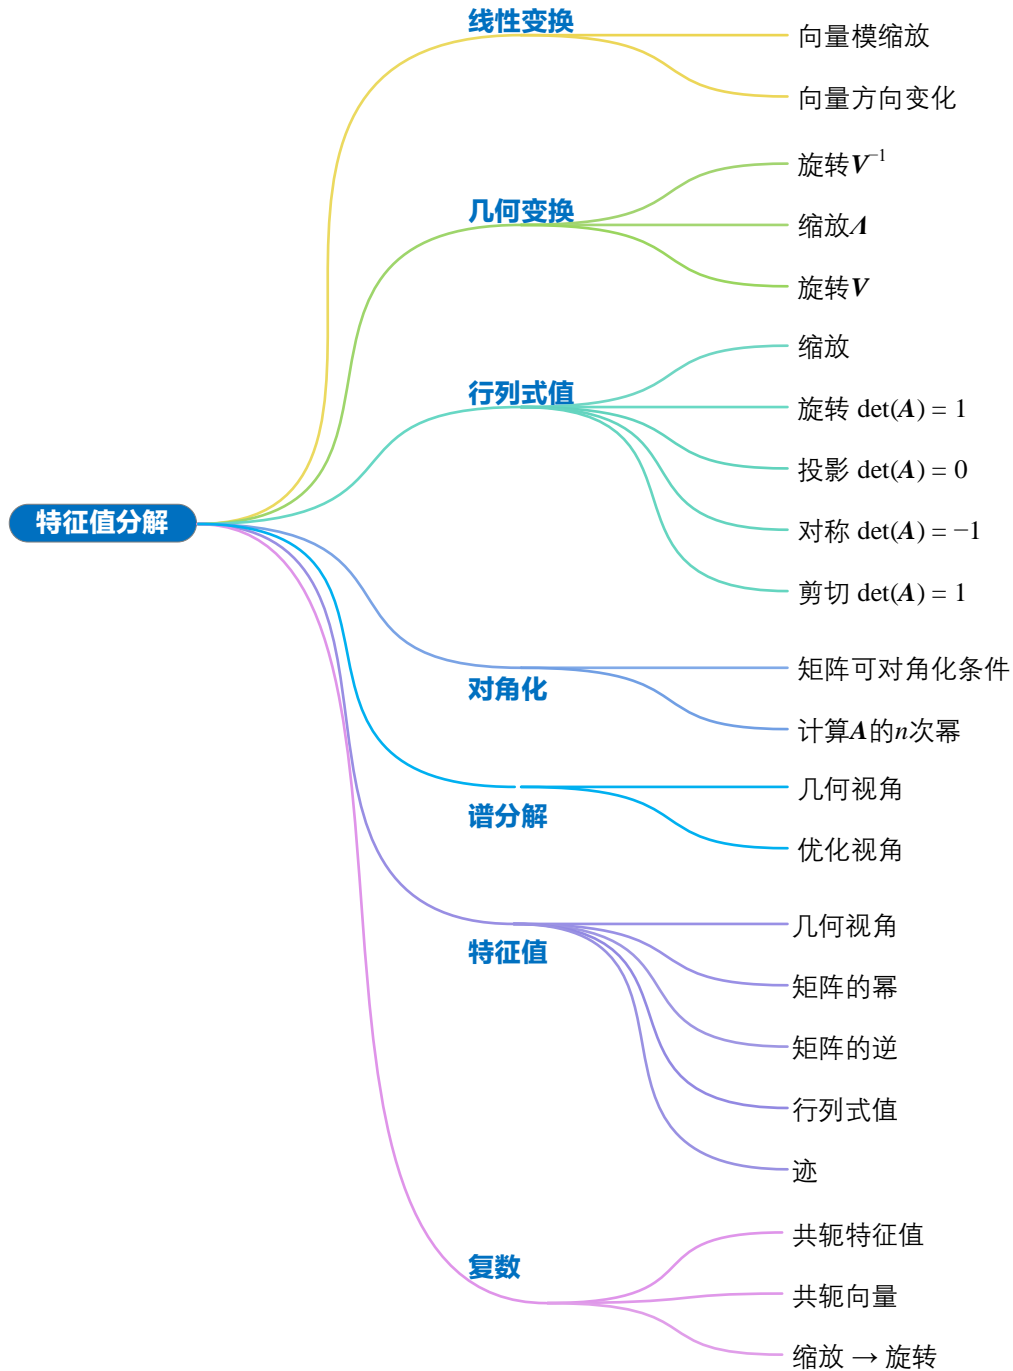 特征值分解
线性变换
向量模缩放
向量方向变化
几何变换
旋转V⁻¹
缩放Λ
旋转V
行列式值
缩放
旋转 det(A) = 1
投影 det(A) = 0
对称 det(A) = −1
剪切 det(A) = 1
对角化
矩阵可对角化条件
计算A的n次幂
谱分解
几何视角
优化视角
特征值
几何视角
矩阵的幂
矩阵的逆
行列式值
迹
复数
共轭特征值
共轭向量
缩放 → 旋转